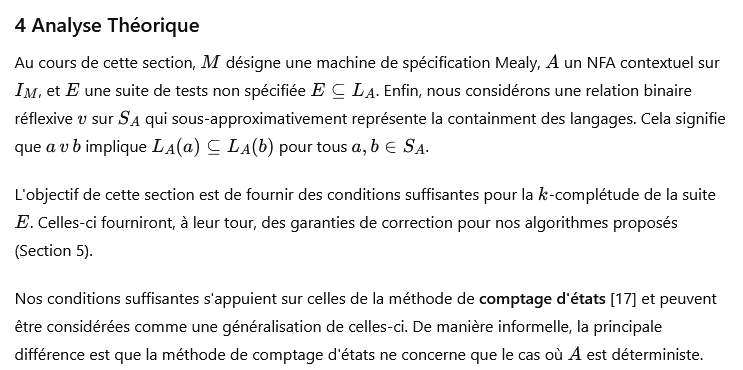 4 Analyse Théorique
Au cours de cette section, M désigne une machine de spécification Mealy, A un NFA contextuel sur
I_M, et E une suite de tests non spécifiée E ⊆ L_A. Enfin, nous considérons une relation binaire
réflexive v sur S_A qui sous-approximativement représente la containment des langages. Cela signifie
que a v b implique L_A(a) ⊆ L_A(b) pour tous a, b ∈ S_A.
L'objectif de cette section est de fournir des conditions suffisantes pour la k-complétude de la suite
E. Celles-ci fourniront, à leur tour, des garanties de correction pour nos algorithmes proposés
(Section 5).
Nos conditions suffisantes s'appuient sur celles de la méthode de comptage d'états [17] et peuvent
être considérées comme une généralisation de celles-ci. De manière informelle, la principale
différence est que la méthode de comptage d'états ne concerne que le cas où A est déterministe.